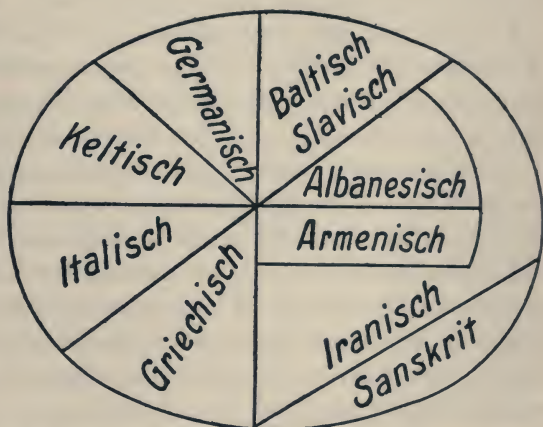 Germanisch
Baltisch
Slavisch
Keltisch
Albanesisch
Italisch
Armenisch
Griechisch
Iranisch
Sanskrit